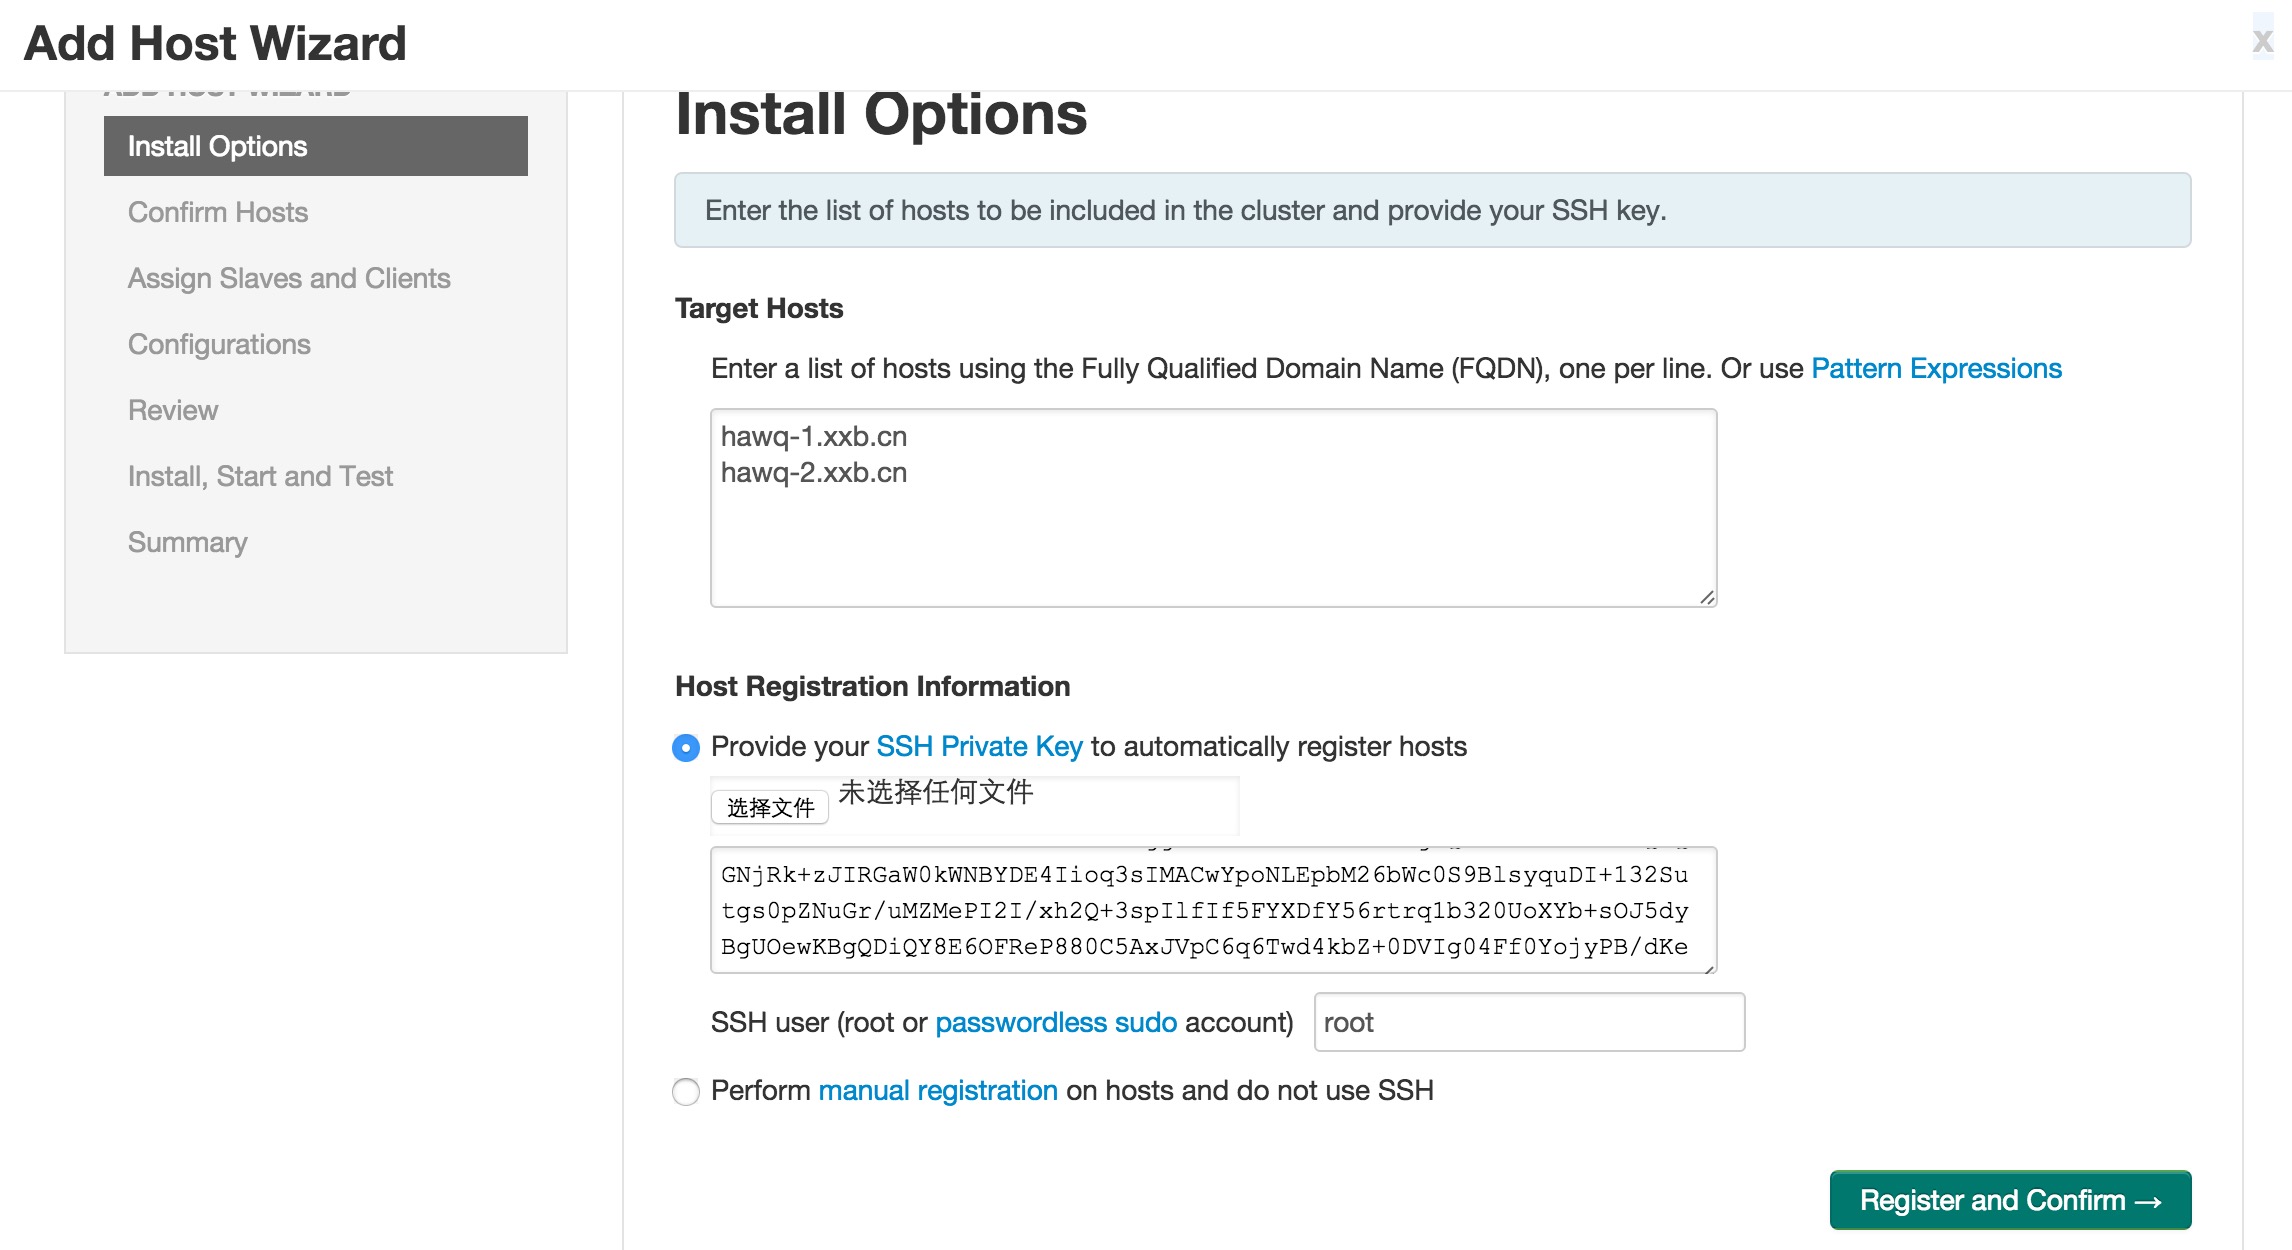 Add Host Wizard
x
ADD HOST WIZARD
Install Options
Confirm Hosts
Assign Slaves and Clients
Configurations
Review
Install, Start and Test
Summary
Install Options
Enter the list of hosts to be included in the cluster and provide your SSH key.
Target Hosts
Enter a list of hosts using the Fully Qualified Domain Name (FQDN), one per line. Or use Pattern Expressions
hawq-1.xxb.cn
hawq-2.xxb.cn
Host Registration Information
Provide your SSH Private Key to automatically register hosts
选择文件 未选择任何文件
GNjRk+zJIRGaW0kWNBYDE4Iioq3sIMACwYpoNLEpbM26bWc0S9BlsyquDI+132Su
tgs0pZNuGr/uMZMePI2I/xh2Q+3spIlfIf5FYXDfY56rtrq1b320UoXYb+sOJ5dy
BgUOewKBgQDiQY8E6OFReP880C5AxJVpC6q6Twd4kbZ+0DVIg04Ff0YojyPB/dKe
SSH user (root or passwordless sudo account) root
Perform manual registration on hosts and do not use SSH
Register and Confirm →